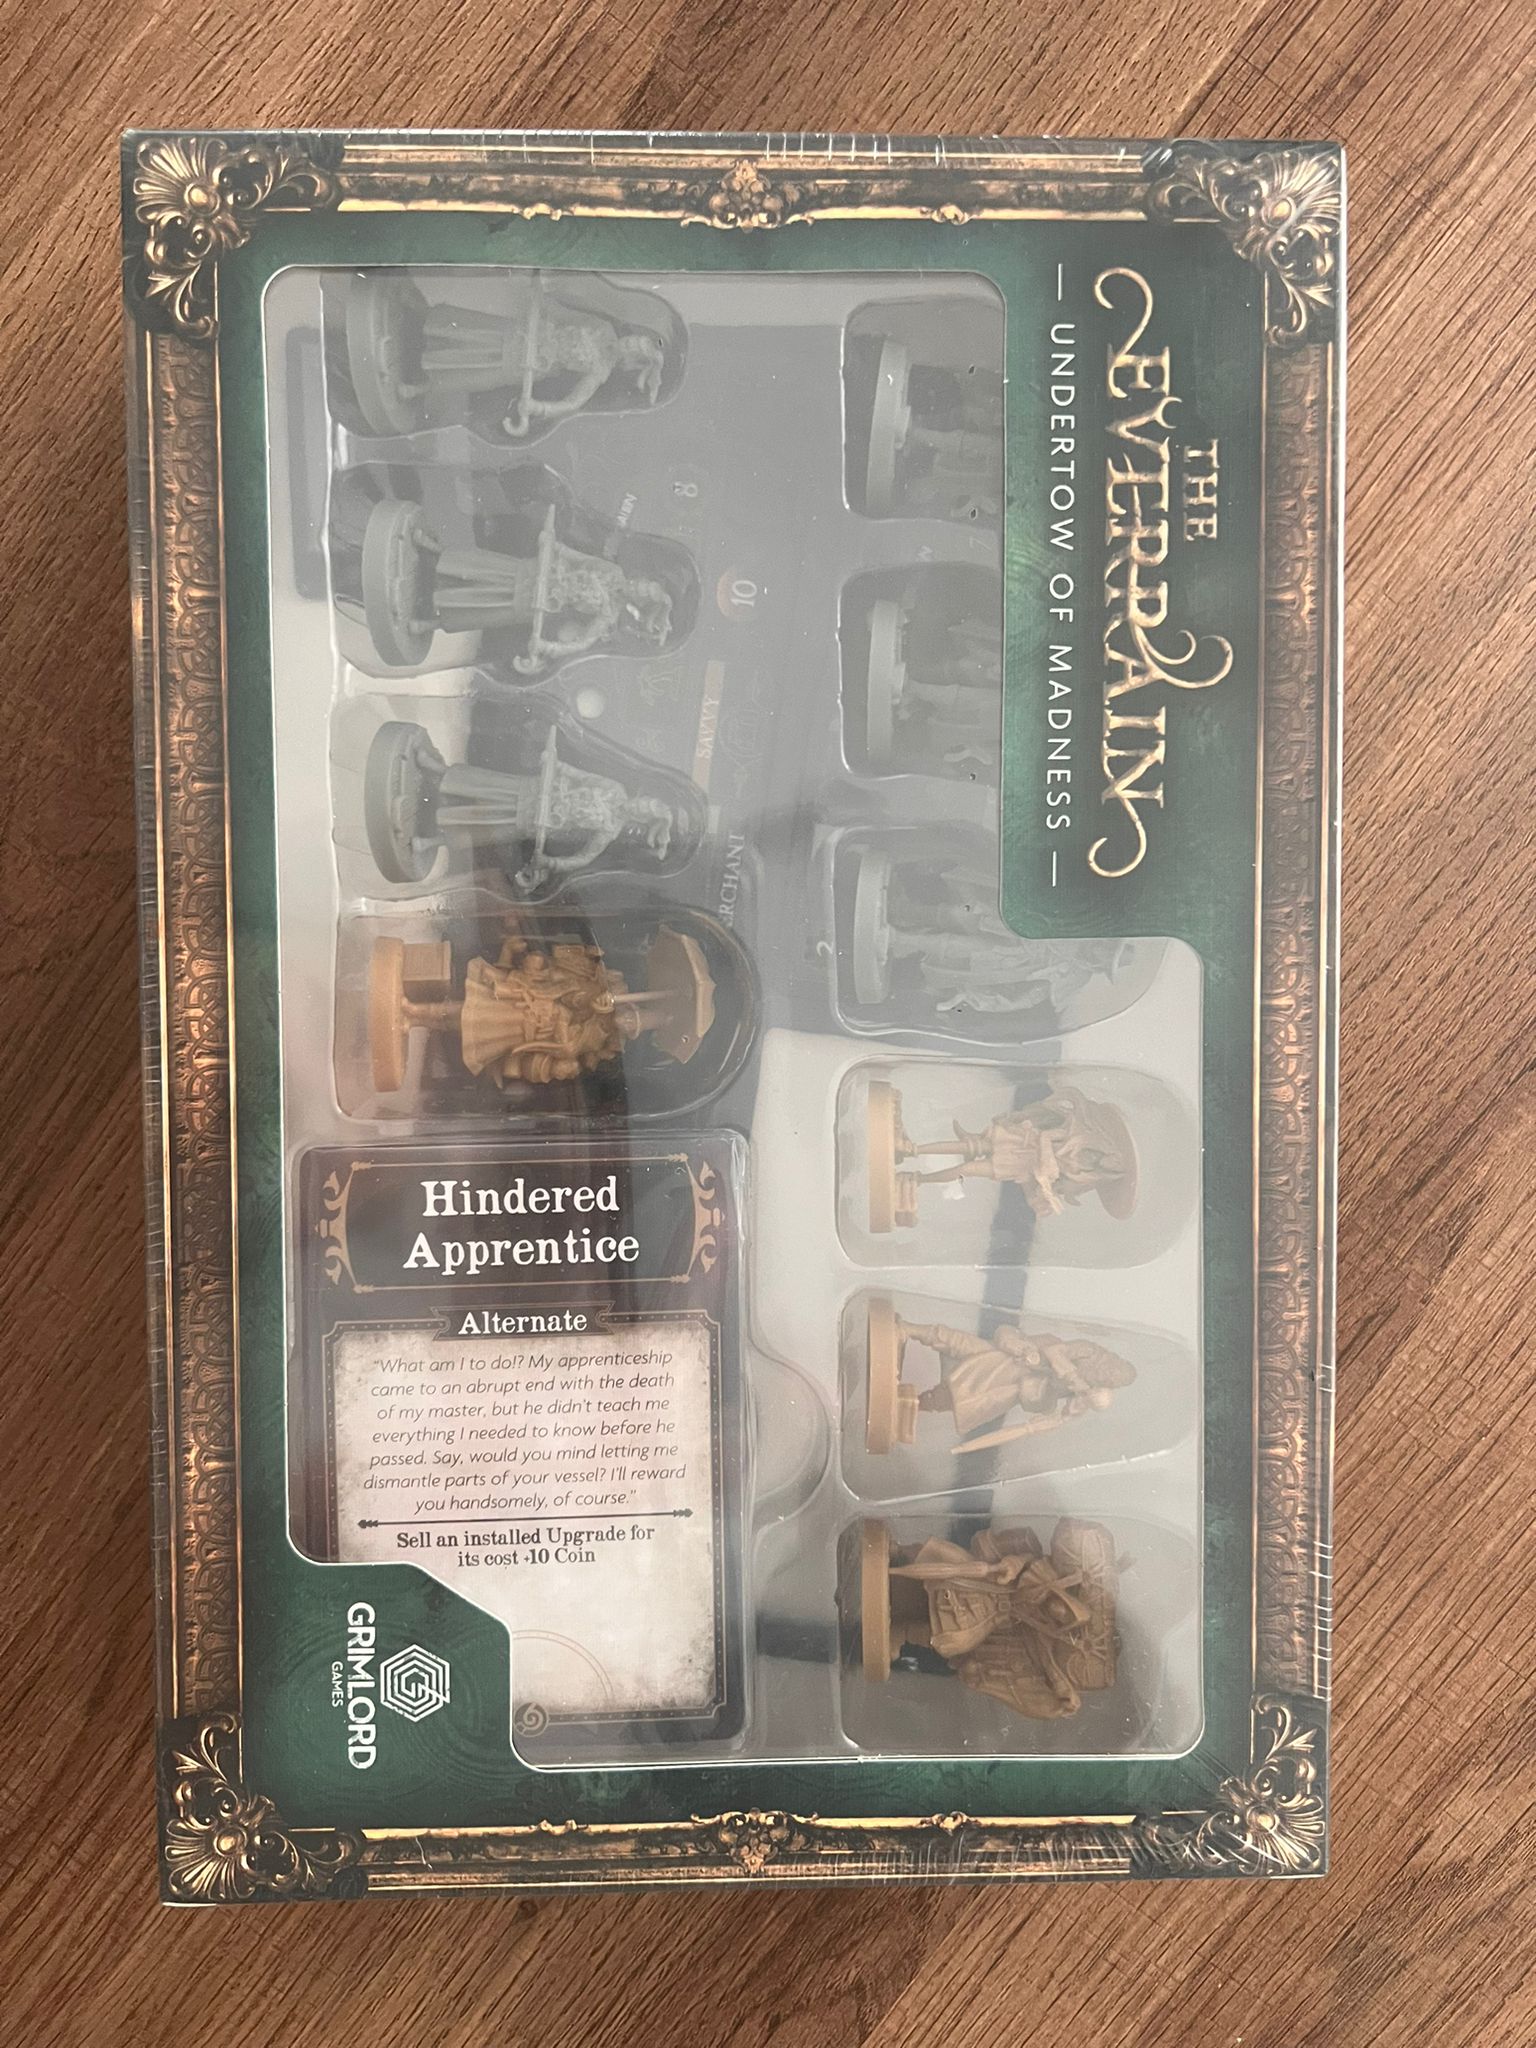 THE
EVERRAIN
— UNDERTOW OF MADNESS —
10
SAVVY
Hindered
Apprentice
Alternate
"What am I to do!? My apprenticeship
came to an abrupt end with the death
of my master, but he didn't teach me
everything I needed to know before he
passed. Say, would you mind letting me
dismantle parts of your vessel? I'll reward
you handsomely, of course."
Sell an installed Upgrade for
its cost +10 Coin
GRIMLORD
GAMES